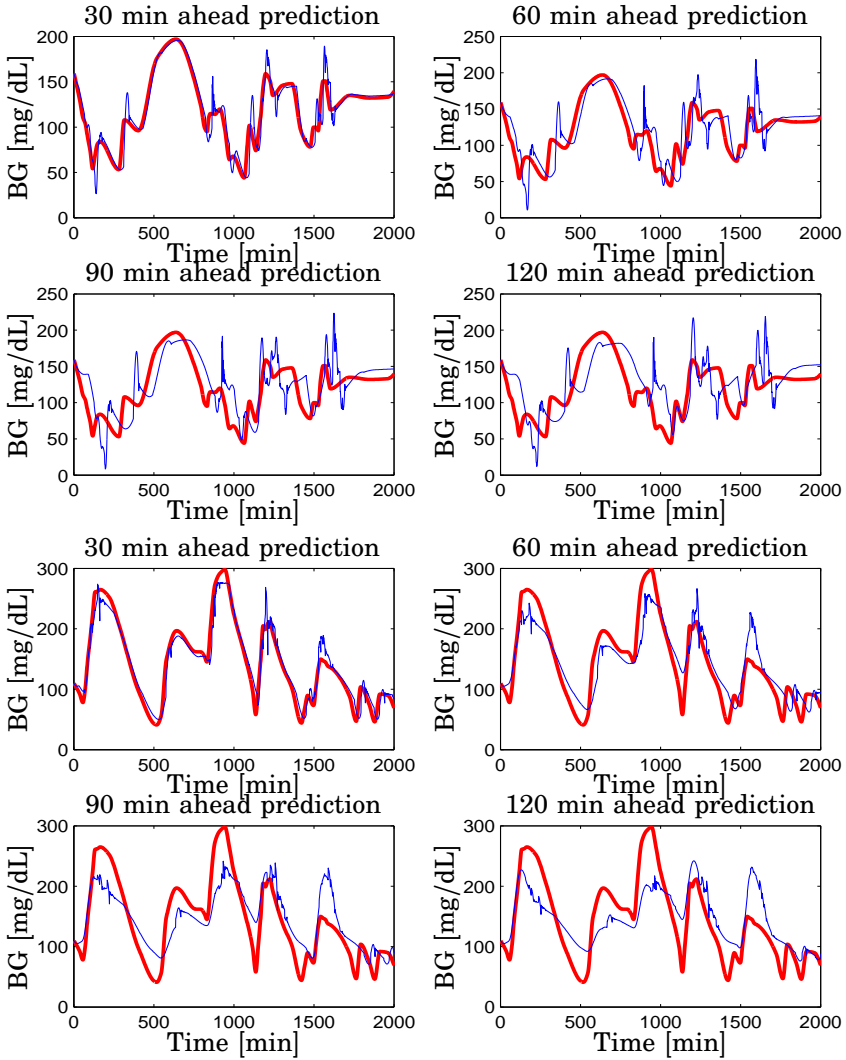 30 min ahead prediction
200
150
100
50
0
0 500 1000 1500 2000
BG [mg/dL]
Time [min]
60 min ahead prediction
250
200
150
100
50
0
0 500 1000 1500 2000
BG [mg/dL]
Time [min]
90 min ahead prediction
250
200
150
100
50
0
0 500 1000 1500 2000
BG [mg/dL]
Time [min]
120 min ahead prediction
250
200
150
100
50
0
0 500 1000 1500 2000
BG [mg/dL]
Time [min]
30 min ahead prediction
300
200
100
0
0 500 1000 1500 2000
BG [mg/dL]
Time [min]
60 min ahead prediction
300
200
100
0
0 500 1000 1500 2000
BG [mg/dL]
Time [min]
90 min ahead prediction
300
200
100
0
0 500 1000 1500 2000
BG [mg/dL]
Time [min]
120 min ahead prediction
300
200
100
0
0 500 1000 1500 2000
BG [mg/dL]
Time [min]